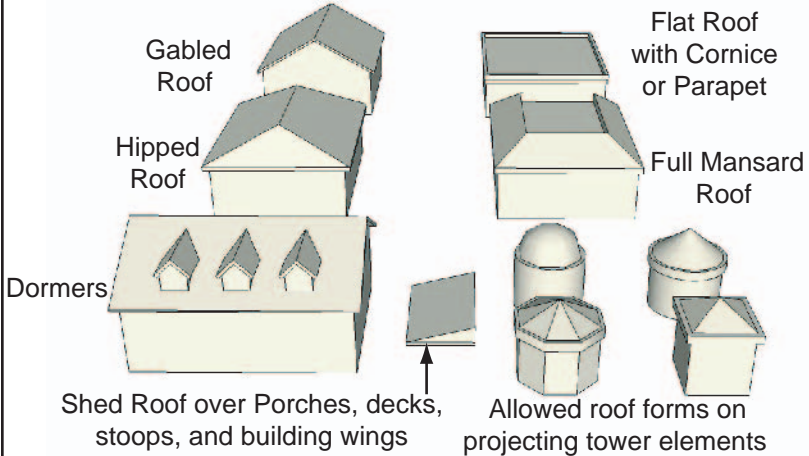 Gabled
Roof
Flat Roof
with Cornice
or Parapet
Hipped
Roof
Full Mansard
Roof
Dormers
Shed Roof over Porches, decks,
stoops, and building wings
Allowed roof forms on
projecting tower elements